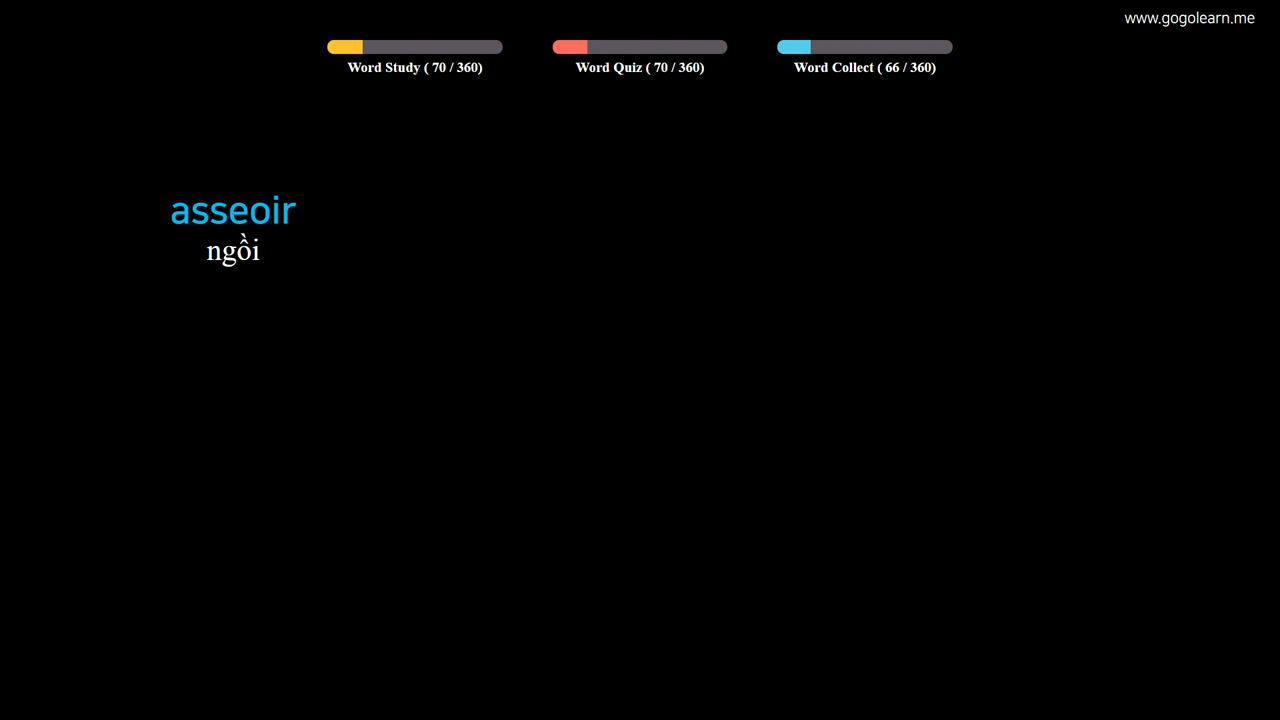 www.gogolearn.me
Word Study ( 70 / 360)
Word Quiz ( 70 / 360)
Word Collect ( 66 / 360)
asseoir
ngồi